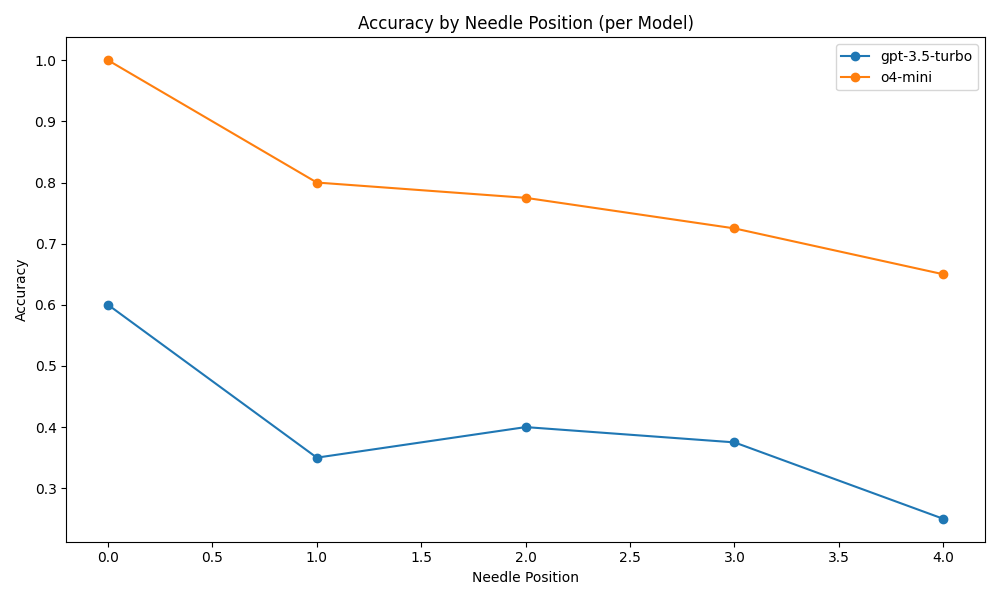 Accuracy by Needle Position (per Model)
gpt-3.5-turbo
o4-mini
1.0
0.9
0.8
0.7
0.6
0.5
0.4
0.3
Accuracy
0.0 0.5 1.0 1.5 2.0 2.5 3.0 3.5 4.0
Needle Position